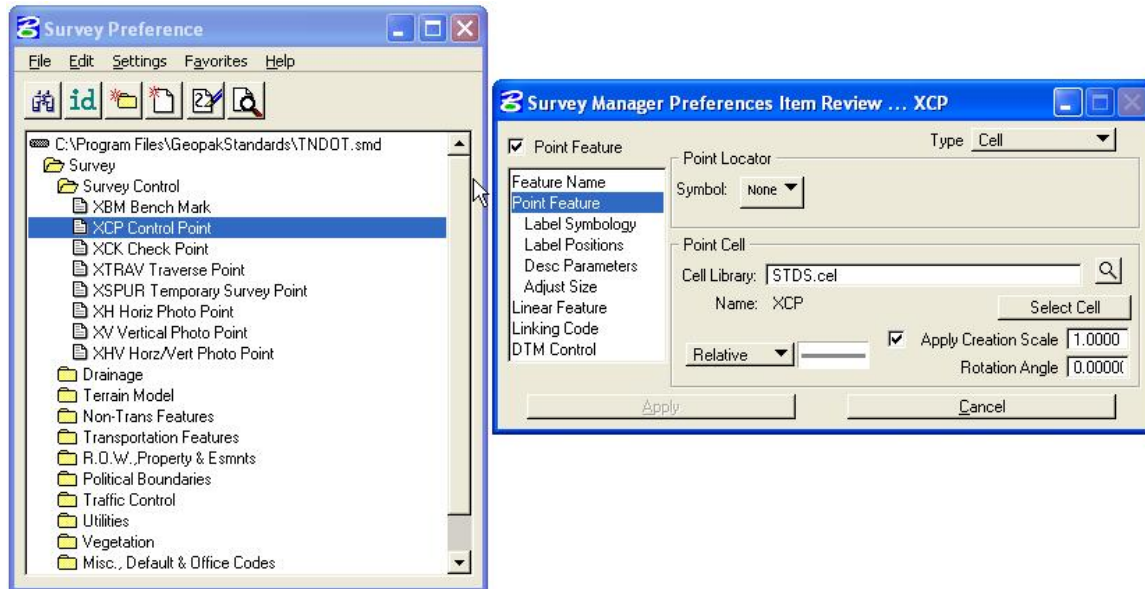 Survey Preference
File Edit Settings Favorites Help
id
C:\Program Files\GeopakStandards\TNDOT.smd
Survey
Survey Control
XBM Bench Mark
XCP Control Point
XCK Check Point
XTRAV Traverse Point
XSPUR Temporary Survey Point
XH Horiz Photo Point
XV Vertical Photo Point
XHV Horz/Vert Photo Point
Drainage
Terrain Model
Non-Trans Features
Transportation Features
R.O.W.,Property & Esmnts
Political Boundaries
Traffic Control
Utilities
Vegetation
Misc., Default & Office Codes
Survey Manager Preferences Item Review ... XCP
Point Feature
Type Cell
Feature Name
Point Feature
Label Symbology
Label Positions
Desc Parameters
Adjust Size
Linear Feature
Linking Code
DTM Control
Point Locator
Symbol: None
Point Cell
Cell Library: STDS.cel
Name: XCP
Select Cell
Relative
Apply Creation Scale 1.0000
Rotation Angle 0.0000
Apply
Cancel